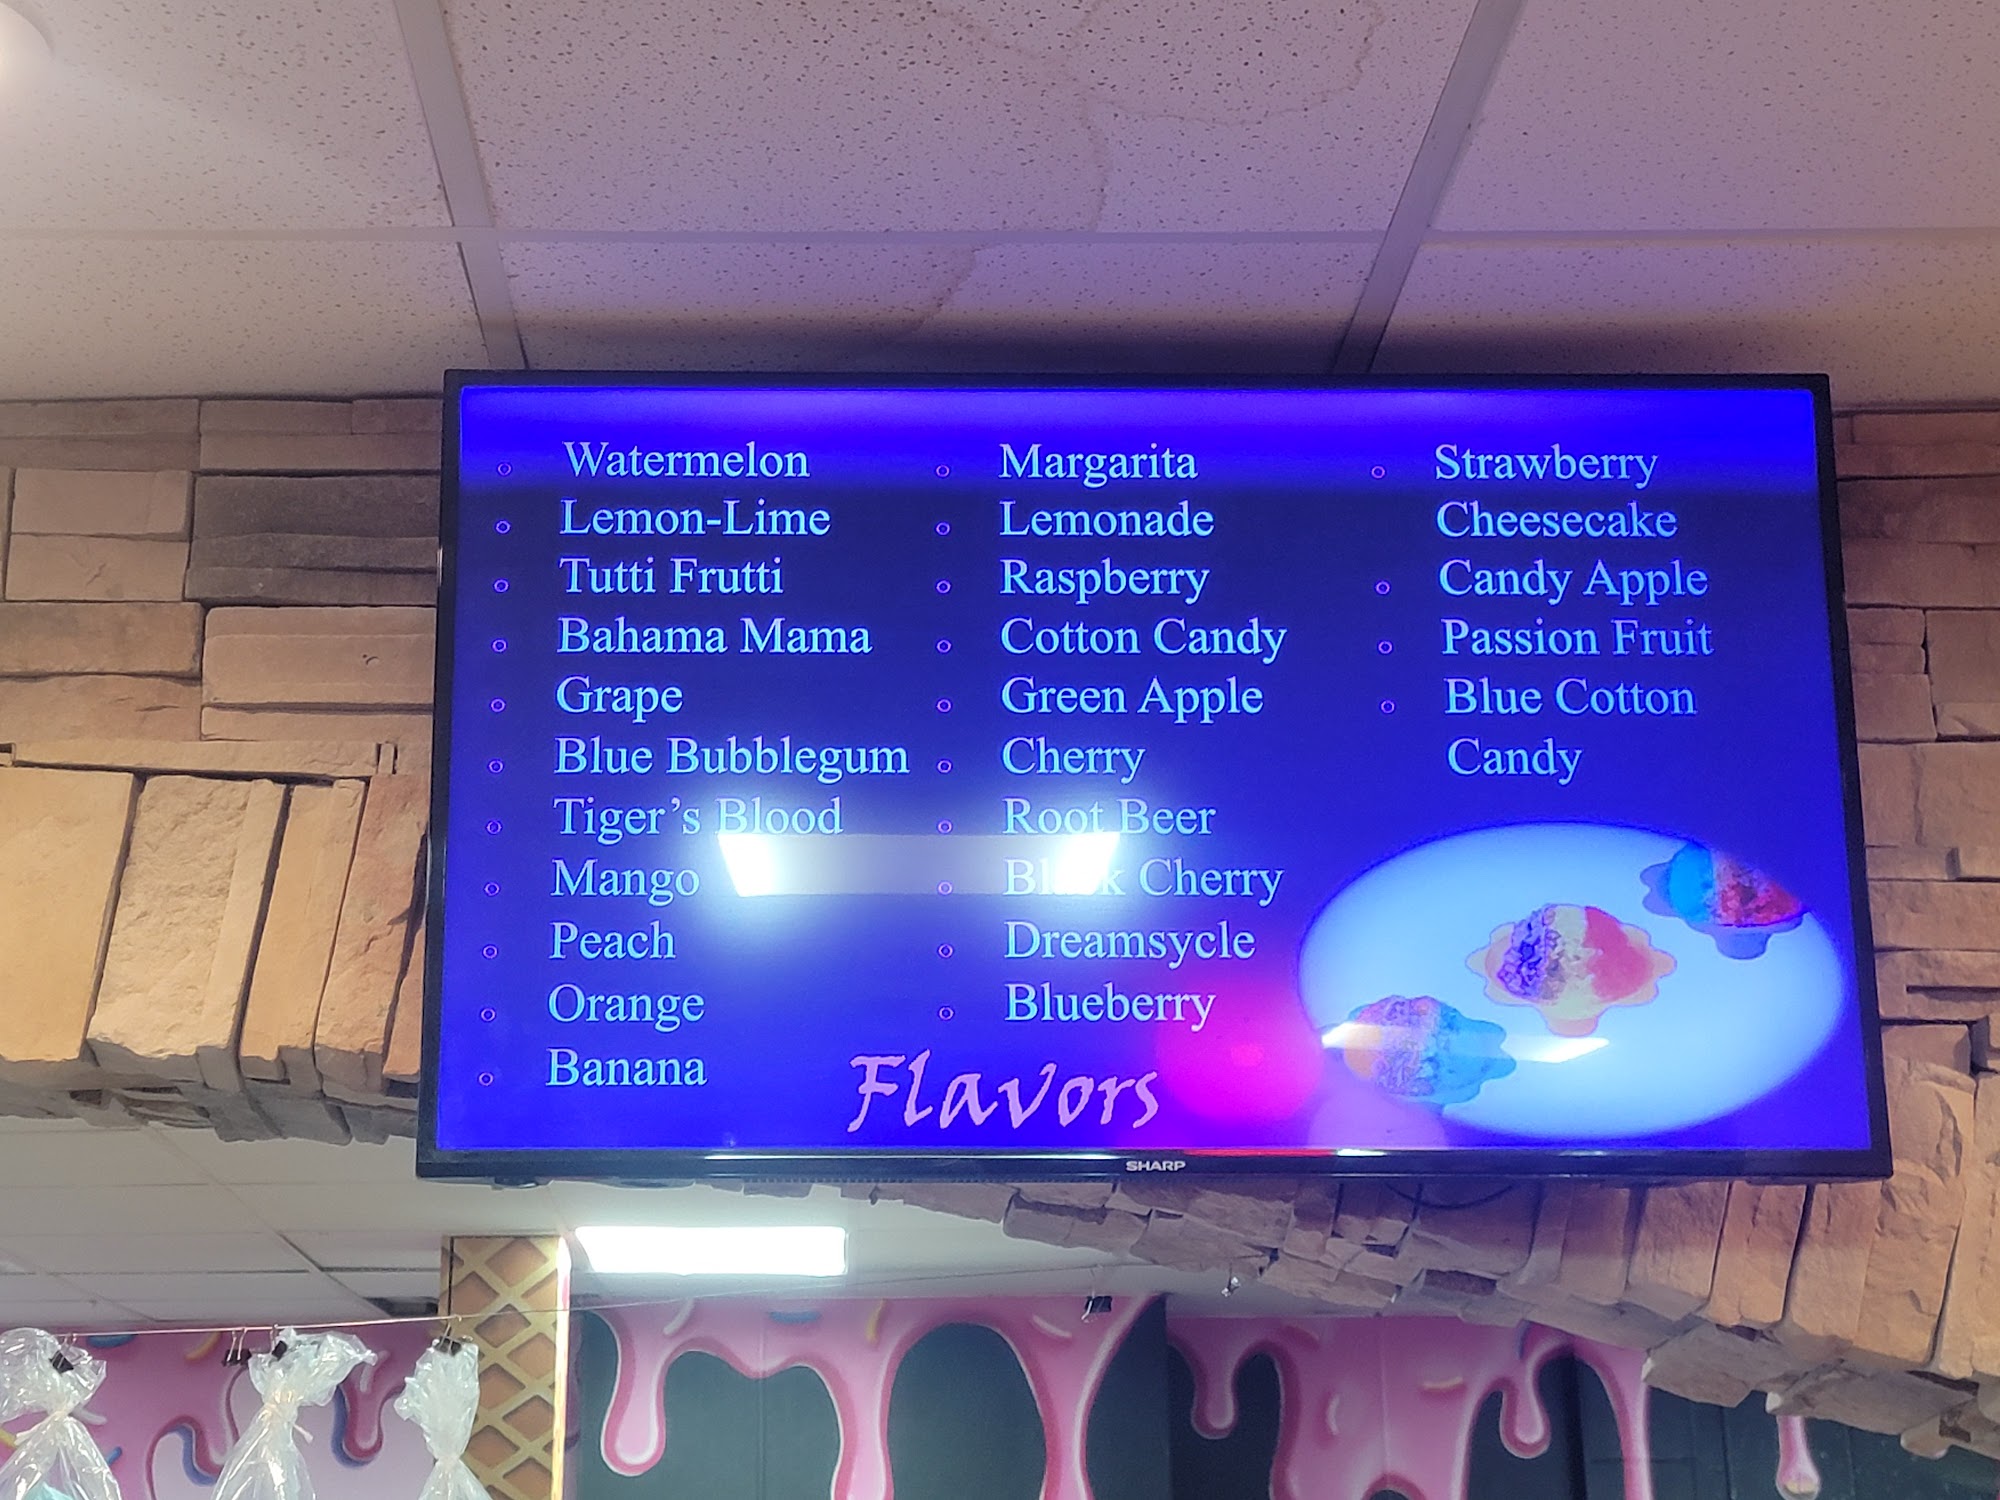 Watermelon
Lemon-Lime
Tutti Frutti
Bahama Mama
Grape
Blue Bubblegum
Tiger's Blood
Mango
Peach
Orange
Banana
Margarita
Lemonade
Raspberry
Cotton Candy
Green Apple
Cherry
Root Beer
Black Cherry
Dreamsycle
Blueberry
Strawberry
Cheesecake
Candy Apple
Passion Fruit
Blue Cotton
Candy
Flavors
SHARP